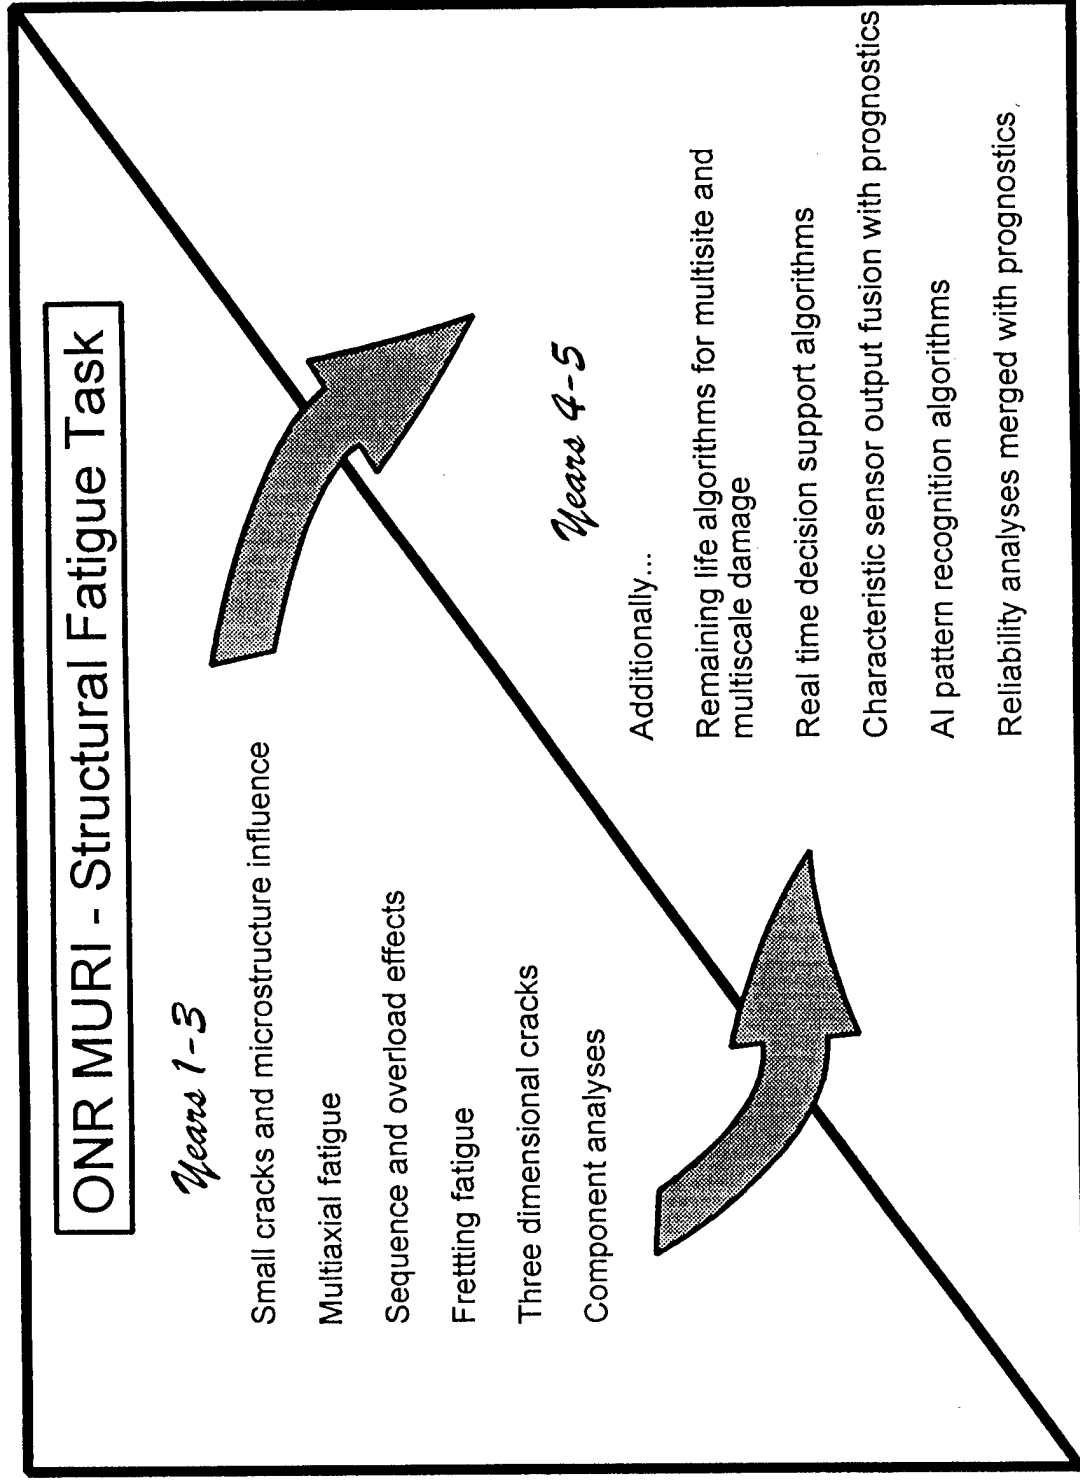 ONR MURI - Structural Fatigue Task
Years 1-3
Small cracks and microstructure influence
Multiaxial fatigue
Sequence and overload effects
Frettting fatigue
Three dimensional cracks
Component analyses
Years 4-5
Additionally...
Remaining life algorithms for multisite and
multiscale damage
Real time decision support algorithms
Characteristic sensor output fusion with prognostics
AI pattern recognition algorithms
Reliability analyses merged with prognostics